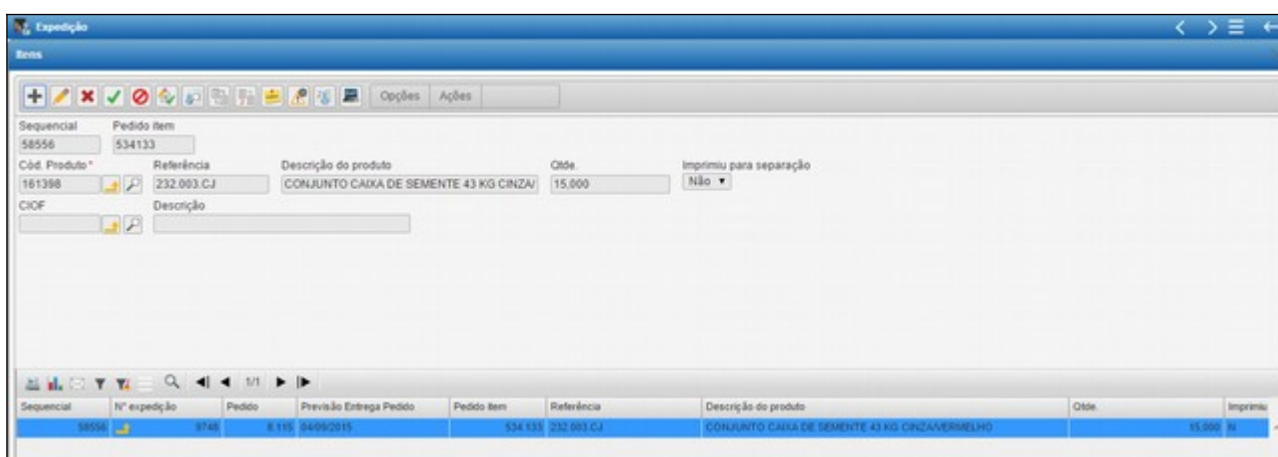 Expedição
Itens
Opções Ações
Sequencial Pedido item
58556 534133
Cód. Produto* Referência Descrição do produto Qtde. Imprimiu para separação
161398 232.003.CJ CONJUNTO CAIXA DE SEMENTE 43 KG CINZA/ 15,000 Não
CIOF Descrição
1/1
Sequencial Nº expedição Pedido Previsão Entrega Pedido Pedido item Referência Descrição do produto Qtde. Imprimiu
58556 9748 8.115 04/09/2015 534.133 232.003.CJ CONJUNTO CAIXA DE SEMENTE 43 KG CINZA/VERMELHO 15,000 N